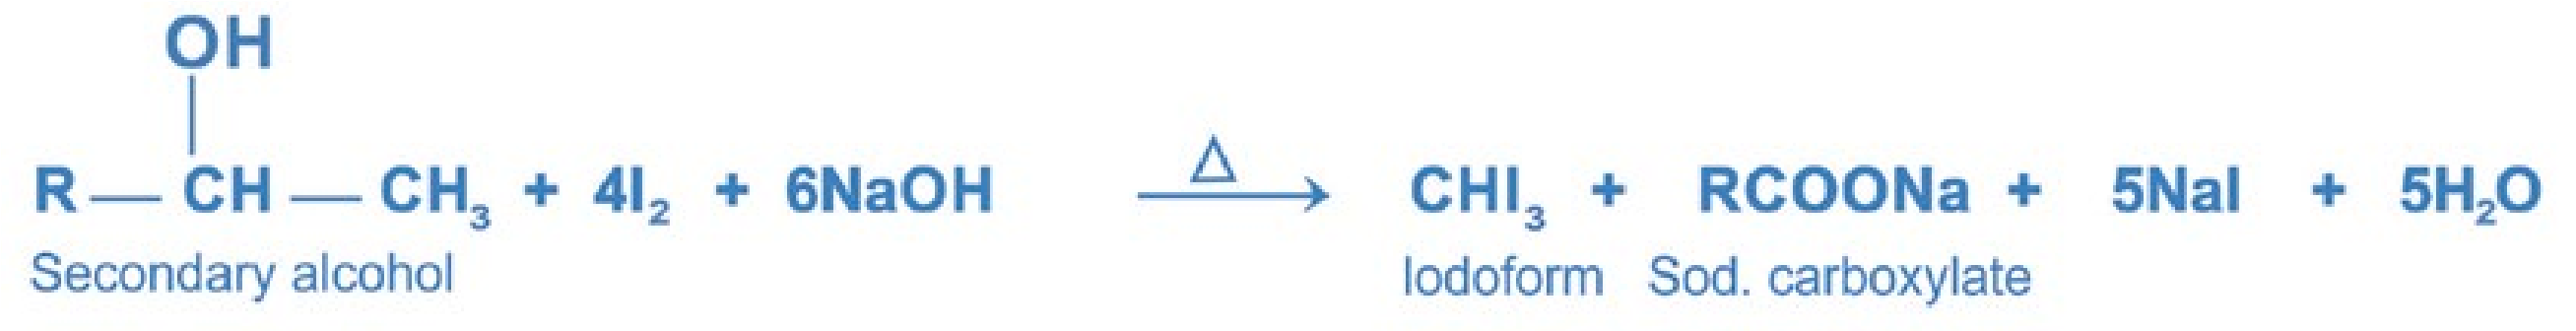 OH
R — CH — CH₃ + 4I₂ + 6NaOH △ → CHI₃ + RCOONa + 5NaI + 5H₂O
Secondary alcohol Iodoform Sod. carboxylate